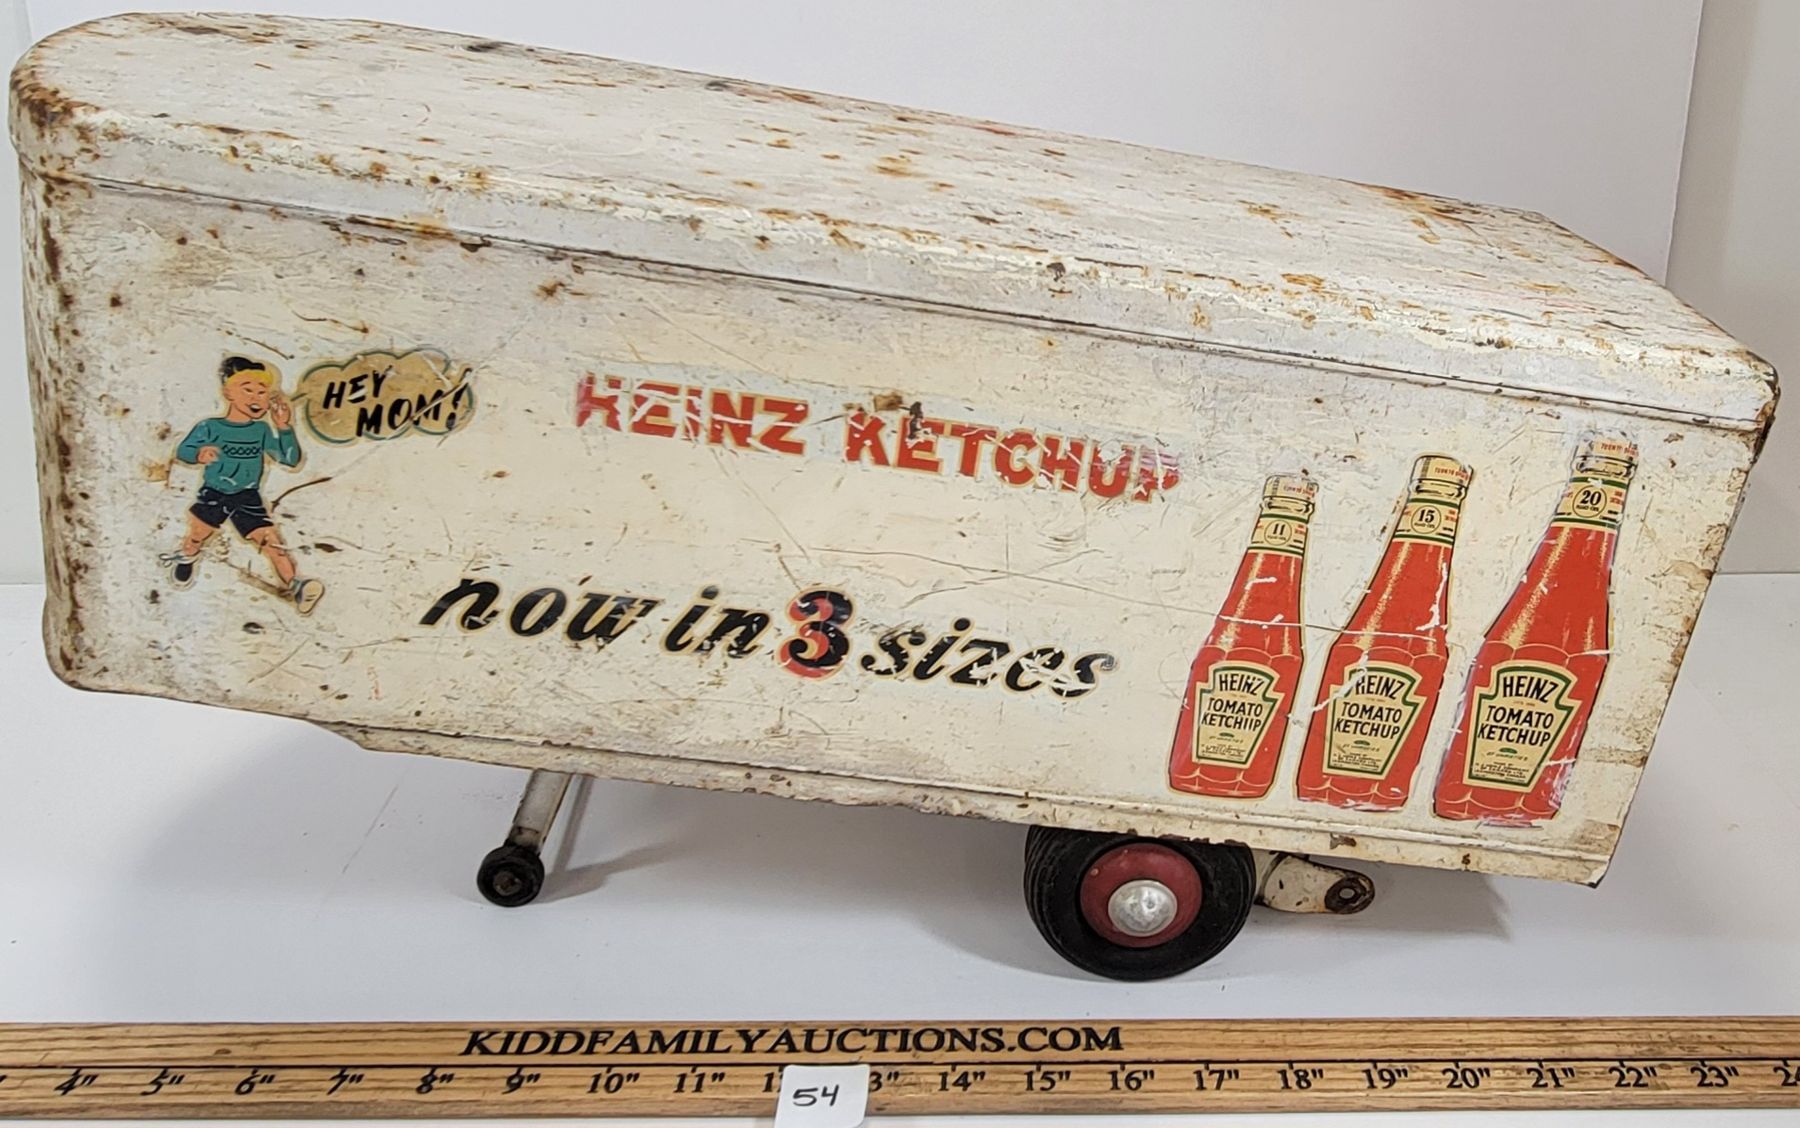 HEY
MOM!
HEINZ KETCHUP
now in 3 sizes
11
15
20
HEINZ
TOMATO
KETCHUP
HEINZ
TOMATO
KETCHUP
HEINZ
TOMATO
KETCHUP
KIDDFAMILYAUCTIONS.COM
4" 5" 6" 7" 8" 9" 10" 11" 3" 14" 15" 16" 17" 18" 19" 20" 21" 22" 23" 24
54